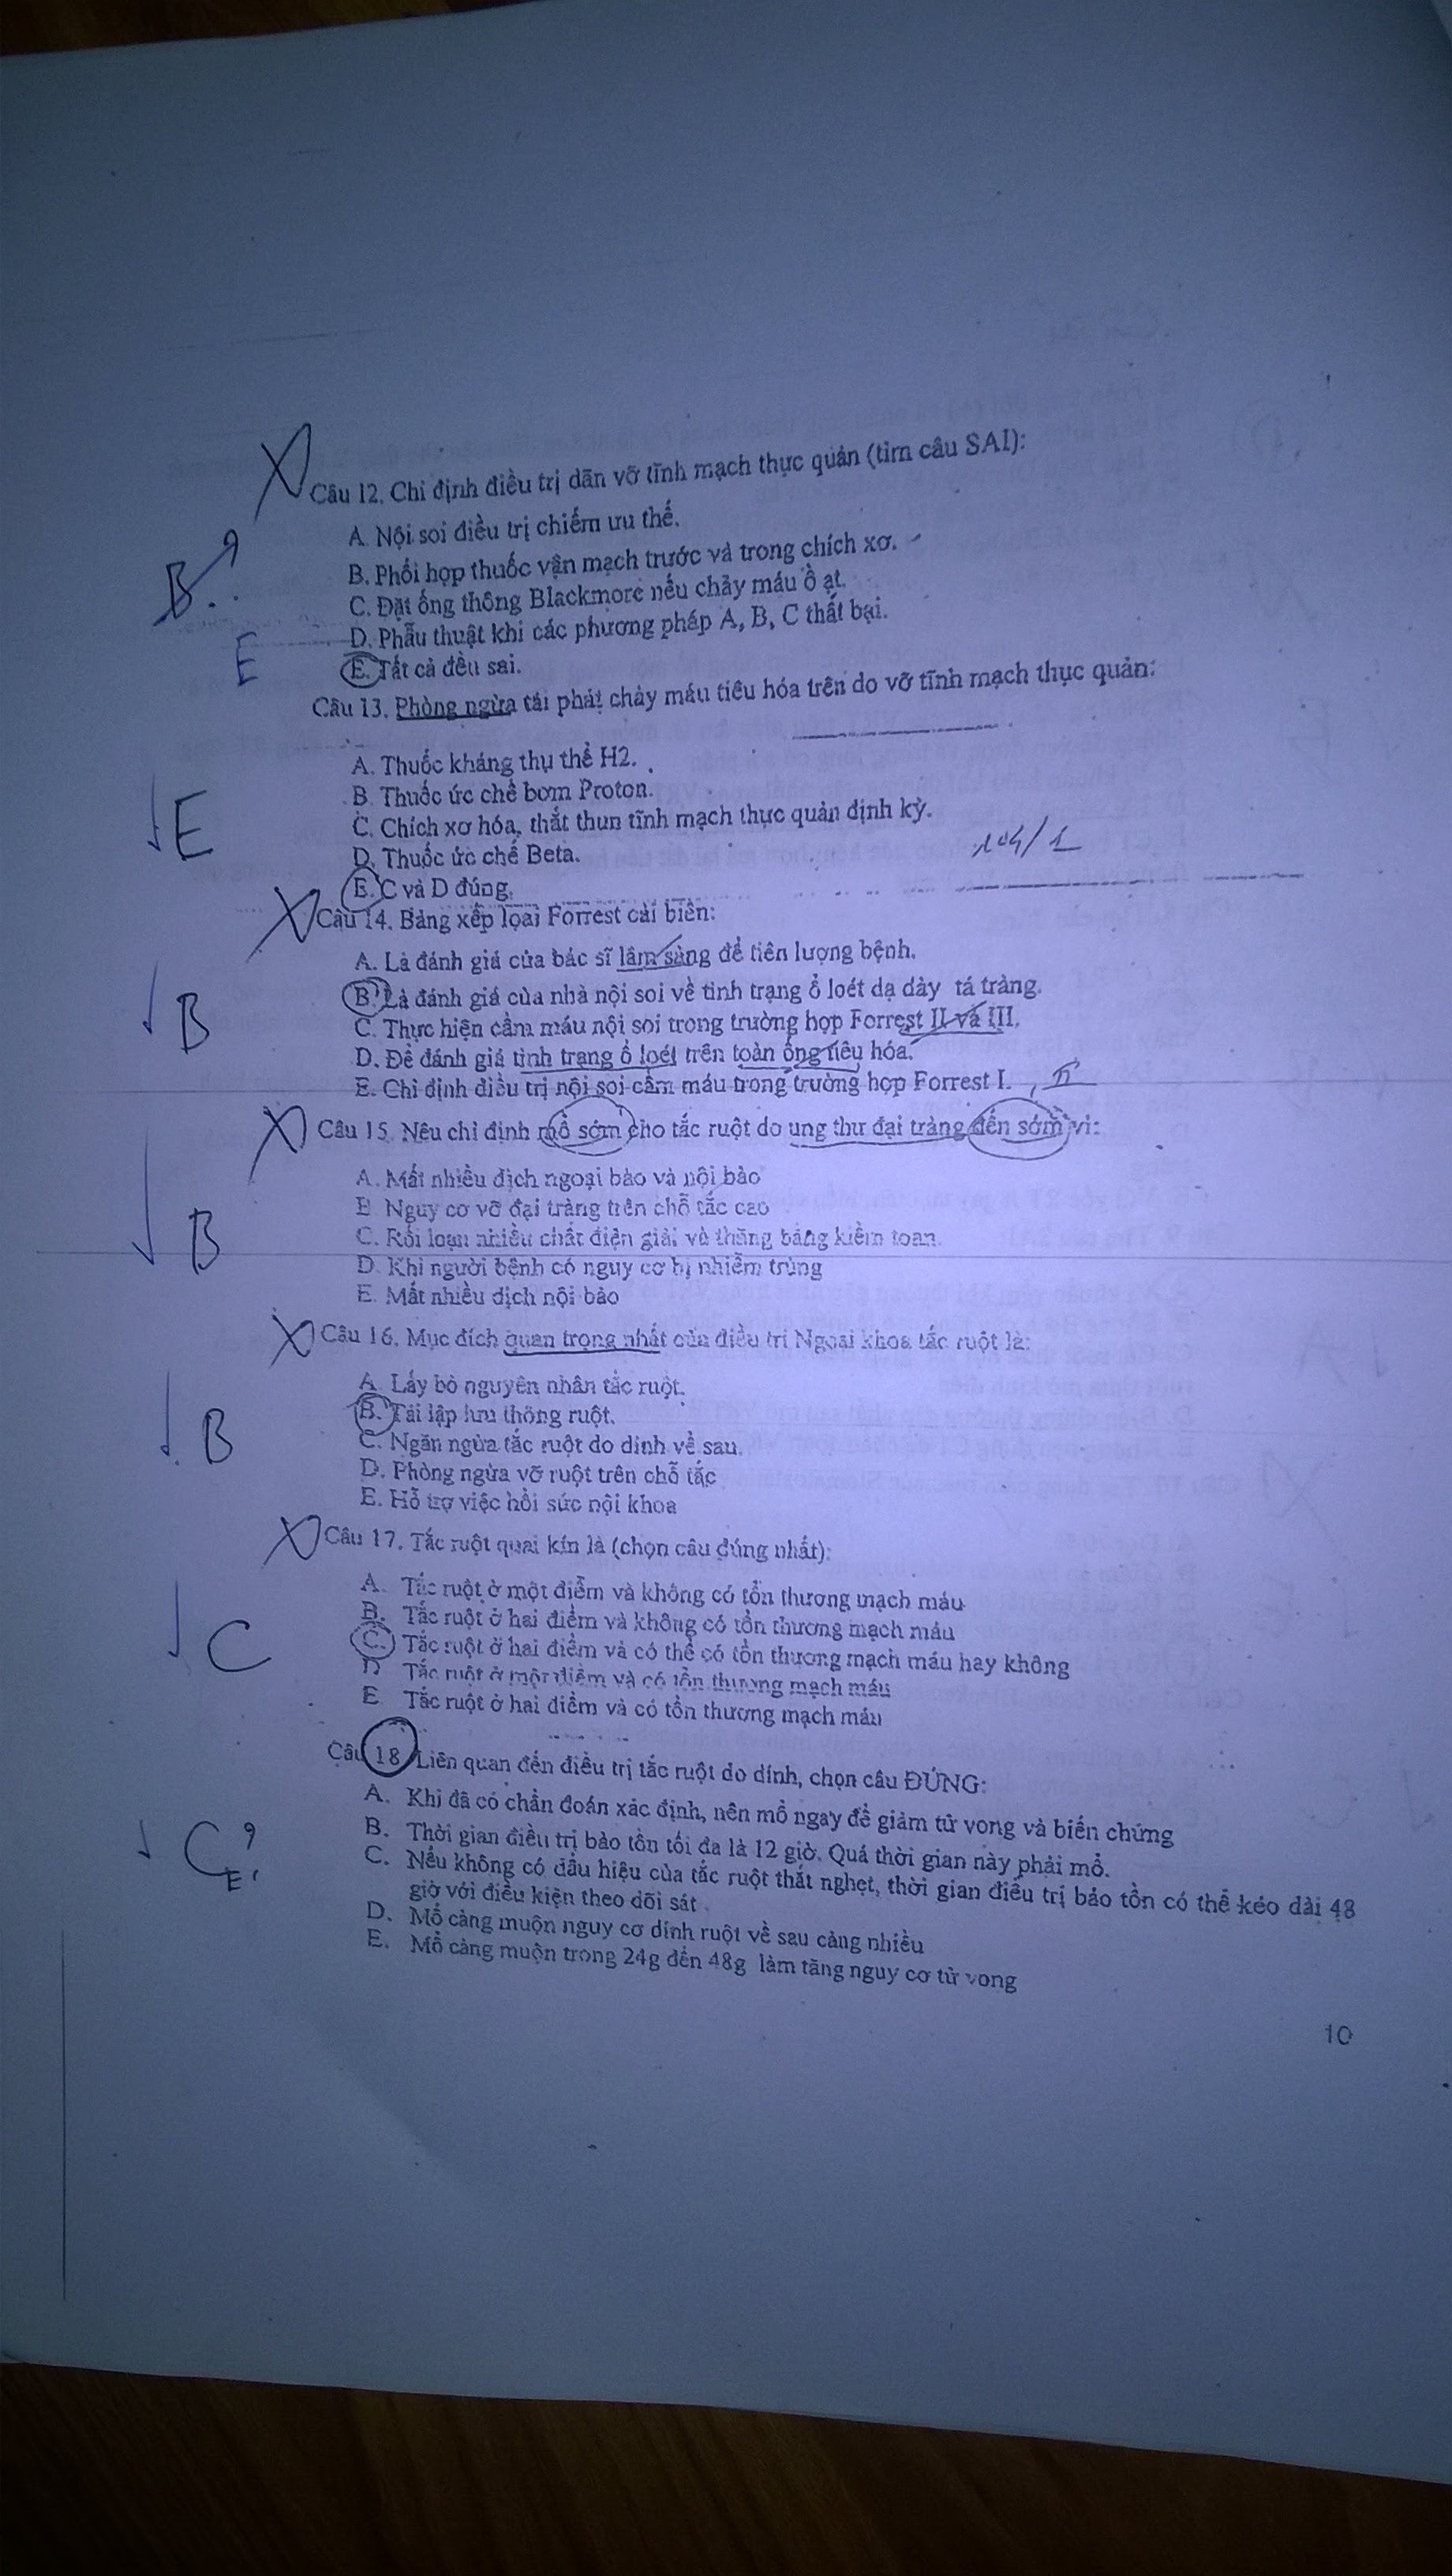 Câu 12. Chỉ định điều trị dãn vỡ tĩnh mạch thực quản (tìm câu SAI):
A. Nội soi điều trị chiếm ưu thế.
B. Phối hợp thuốc vận mạch trước và trong chích xơ.
B.?
C. Đặt ống thông Blackmore nếu chảy máu ồ ạt.
D. Phẫu thuật khi các phương pháp A, B, C thất bại.
E
E. Tất cả đều sai.
Câu 13. Phòng ngừa tái phát chảy máu tiêu hóa trên do vỡ tĩnh mạch thực quản:
A. Thuốc kháng thụ thể H2.
B. Thuốc ức chế bơm Proton.
E
C. Chích xơ hóa, thắt thun tĩnh mạch thực quản định kỳ.
D. Thuốc ức chế Beta.
104/1
E. C và D đúng.
Câu 14. Bảng xếp loại Forrest cải biên:
A. Là đánh giá của bác sĩ lâm sàng để tiên lượng bệnh.
B. Là đánh giá của nhà nội soi về tình trạng ổ loét dạ dày tá tràng.
B
C. Thực hiện cầm máu nội soi trong trường hợp Forrest II và III.
D. Để đánh giá tình trạng ổ loét trên toàn ống tiêu hóa.
E. Chỉ định điều trị nội soi cầm máu trong trường hợp Forrest I. , II
Câu 15. Nêu chỉ định mổ sớm cho tắc ruột do ung thư đại tràng đến sớm vì:
A. Mất nhiều dịch ngoại bào và nội bào
B. Nguy cơ vỡ đại tràng trên chỗ tắc cao
B
C. Rối loạn nhiều chất điện giải và thăng bằng kiềm toan.
D. Khi người bệnh có nguy cơ bị nhiễm trùng
E. Mất nhiều dịch nội bào
Câu 16. Mục đích quan trọng nhất của điều trị Ngoại khoa tắc ruột là:
A. Lấy bỏ nguyên nhân tắc ruột.
B. Tái lập lưu thông ruột.
B
C. Ngăn ngừa tắc ruột do dính về sau.
D. Phòng ngừa vỡ ruột trên chỗ tắc
E. Hỗ trợ việc hồi sức nội khoa
Câu 17. Tắc ruột quai kín là (chọn câu đúng nhất):
A. Tắc ruột ở một điểm và không có tổn thương mạch máu
B. Tắc ruột ở hai điểm và không có tổn thương mạch máu
C
C. Tắc ruột ở hai điểm và có thể có tổn thương mạch máu hay không
D Tắc ruột ở một điểm và có tổn thương mạch máu
E Tắc ruột ở hai điểm và có tổn thương mạch máu
Câu 18 Liên quan đến điều trị tắc ruột do dính, chọn câu ĐÚNG:
A. Khi đã có chẩn đoán xác định, nên mổ ngay để giảm tử vong và biến chứng
B. Thời gian điều trị bảo tồn tối đa là 12 giờ. Quá thời gian này phải mổ.
C?
E
C. Nếu không có dấu hiệu của tắc ruột thắt nghẹt, thời gian điều trị bảo tồn có thể kéo dài 48
giờ với điều kiện theo dõi sát
D. Mổ càng muộn nguy cơ dính ruột về sau càng nhiều
E. Mổ càng muộn trong 24g đến 48g làm tăng nguy cơ tử vong
10